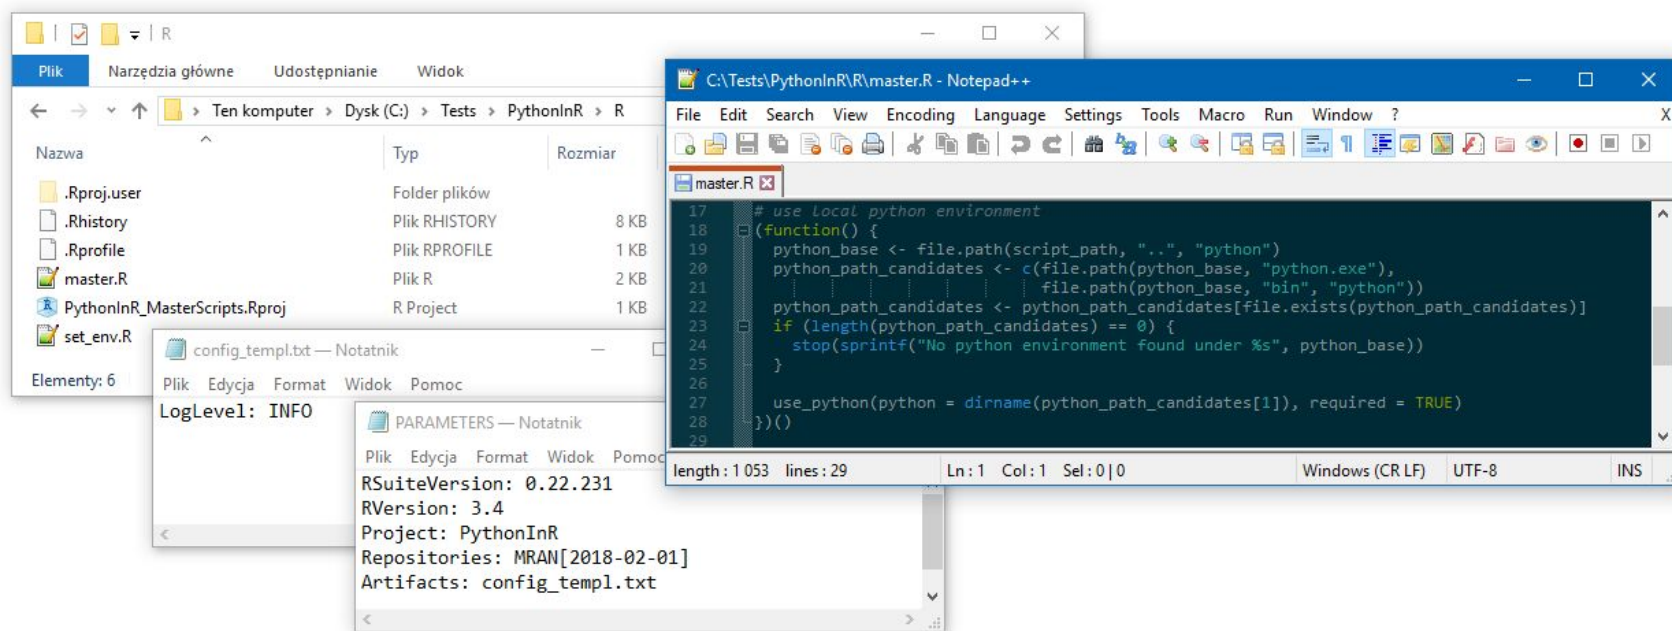 R
Plik Narzędzia główne Udostępnianie Widok
Ten komputer > Dysk (C:) > Tests > PythonInR > R
Nazwa Typ Rozmiar
.Rproj.user Folder plików
.Rhistory Plik RHISTORY 8 KB
.Rprofile Plik RPROFILE 1 KB
master.R Plik R 2 KB
PythonInR_MasterScripts.Rproj R Project 1 KB
set_env.R
Elementy: 6
config_templ.txt — Notatnik
Plik Edycja Format Widok Pomoc
LogLevel: INFO
PARAMETERS — Notatnik
Plik Edycja Format Widok Pomoc
RSuiteVersion: 0.22.231
RVersion: 3.4
Project: PythonInR
Repositories: MRAN[2018-02-01]
Artifacts: config_templ.txt
C:\Tests\PythonInR\R\master.R - Notepad++
File Edit Search View Encoding Language Settings Tools Macro Run Window ? X
master.R
17 # use local python environment
18 (function() {
19 python_base <- file.path(script_path, "..", "python")
20 python_path_candidates <- c(file.path(python_base, "python.exe"),
21 file.path(python_base, "bin", "python"))
22 python_path_candidates <- python_path_candidates[file.exists(python_path_candidates)]
23 if (length(python_path_candidates) == 0) {
24 stop(sprintf("No python environment found under %s", python_base))
25 }
26
27 use_python(python = dirname(python_path_candidates[1]), required = TRUE)
28 })()
29
length : 1 053 lines : 29 Ln : 1 Col : 1 Sel : 0 | 0 Windows (CR LF) UTF-8 INS